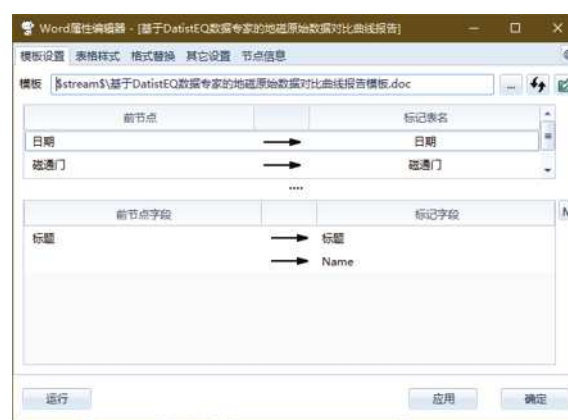 Word属性编辑器 - [基于DatistEQ数据专家的地磁原始数据对比曲线报告]
模板设置 表格样式 格式替换 其它设置 节点信息
模板 $stream$\基于DatistEQ数据专家的地磁原始数据对比曲线报告模板.doc ...
前节点 标记表名
日期 日期
磁通门 磁通门
前节点字段 标记字段
标题 标题
Name
运行 应用 确定